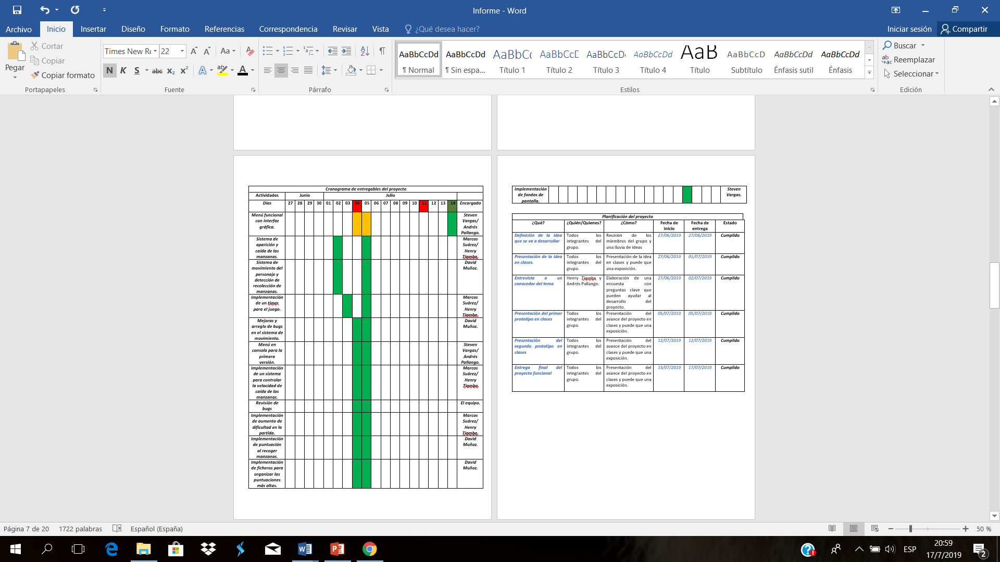 Informe - Word
Archivo Inicio Insertar Diseño Formato Referencias Correspondencia Revisar Vista ¿Qué desea hacer? Iniciar sesión Compartir
Pegar
Cortar
Copiar
Copiar formato
Times New Ro 22
Aa
N K S abc x₂ x² A ab A
AaBbCcDd AaBbCcDd AaBbC AaBbCcC AaBbCcD AaBbCcDd AaB AaBbCcD AaBbCcDd AaBbCcDd
¶ Normal ¶ Sin espa... Título 1 Título 2 Título 3 Título 4 Título Subtítulo Énfasis sutil Énfasis
Buscar
Reemplazar
Seleccionar
Portapapeles Fuente Párrafo Estilos Edición
Cronograma de entregables del proyecto
Actividades Junio Julio
Días 27 28 29 30 01 02 03 04 05 06 07 08 09 10 11 12 13 14 Encargado
Menú funcional
con interfaz
gráfica.
Steven
Vargas/
Andrés
Pallango.
Sistema de
aparición y
caída de las
manzanas.
Marcos
Suárez/
Henry
Tiamba.
Sistema de
movimiento del
personaje y
detección de
recolección de
manzanas.
David
Muñoz.
Implementación
de un timer
para el juego.
Marcos
Suárez/
Henry
Tiamba.
Mejoras y
arreglo de bugs
en el sistema de
movimiento.
David
Muñoz.
Menú en
consola para la
primera
versión.
Steven
Vargas/
Andrés
Pallango.
Implementación
de un sistema
para controlar
la velocidad de
caída de las
manzanas.
Marcos
Suárez/
Henry
Tiamba
Revisión de
bugs
El equipo.
Implementación
de aumento de
dificultad en la
partida.
Marcos
Suárez/
Henry
Tiamba.
Implementación
de puntuación
al recoger
manzanas.
David
Muñoz.
Implementación
de ficheros para
organizar las
puntuaciones
más altas.
David
Muñoz.
Implementación
de fondos de
pantalla.
Steven
Vargas.
Planificación del proyecto
¿Qué? ¿Quién/Quienes? ¿Cómo? Fecha de inicio Fecha de entrega Estado
Definición de la idea
que se va a desarrollar
Todos los
integrantes del
grupo.
Reunión de los
miembros del grupo y
una lluvia de ideas
27/06/2019 27/06/2019 Cumplido
Presentación de la idea
en clases.
Todos los
integrantes del
grupo.
Presentación de la idea
en clases y puede que
una exposición.
27/06/2019 01/07/2019 Cumplido
Entrevista a un
conocedor del tema
Henry Tiamba y
Andrés Pallango.
Elaboración de una
encuesta con
preguntas clave que
pueden ayudar al
desarrollo del
proyecto.
27/06/2019 02/07/2019 Cumplido
Presentación del primer
prototipo en clases
Todos los
integrantes del
grupo.
Presentación del
avance del proyecto en
clases y puede que una
exposición.
05/07/2019 05/07/2019 Cumplido
Presentación del
segundo prototipo en
clases
Todos los
integrantes del
grupo.
Presentación del
avance del proyecto en
clases y puede que una
exposición.
12/07/2019 12/07/2019 Cumplido
Entrega final del
proyecto funcional
Todos los
integrantes del
grupo.
Presentación del
avance del proyecto en
clases y puede que una
exposición.
13/07/2019 17/07/2019 Cumplido
Página 7 de 20 1722 palabras Español (España) 50 %
ESP
20:59
17/7/2019
2